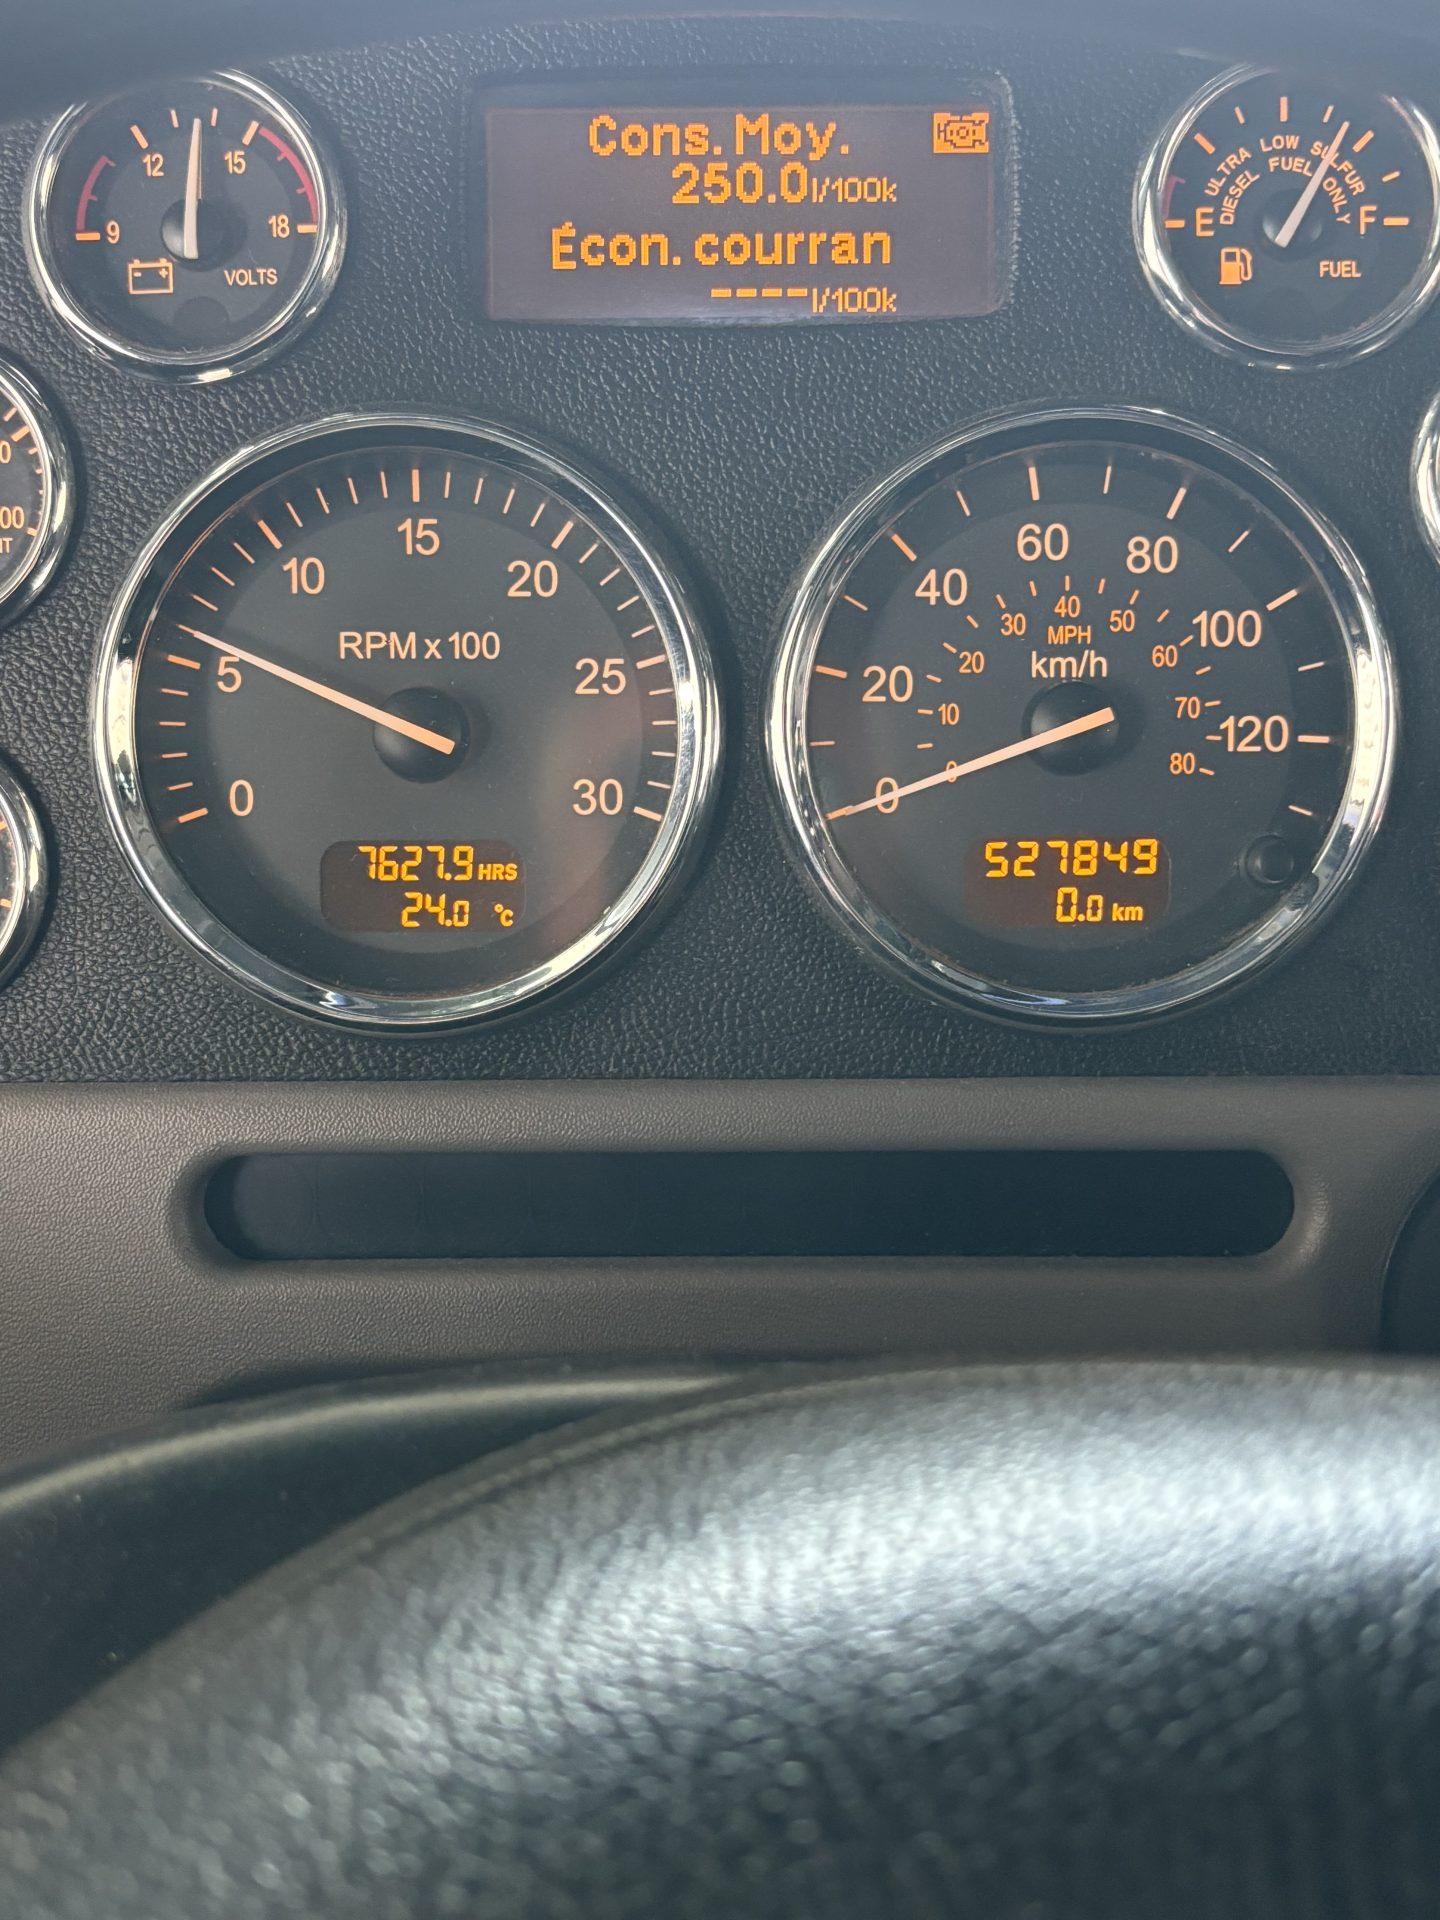 Cons. Moy.
250.0 l/100k
Écon. courran
---- l/100k
9 12 15 18
VOLTS
ULTRA LOW SULFUR
DIESEL FUEL ONLY
E F
FUEL
0 5 10 15 20 25 30
RPM x 100
7627.9 HRS
24.0 °C
0 20 40 60 80 100 120
0 10 20 30 40 50 60 70 80
MPH
km/h
527849
0.0 km